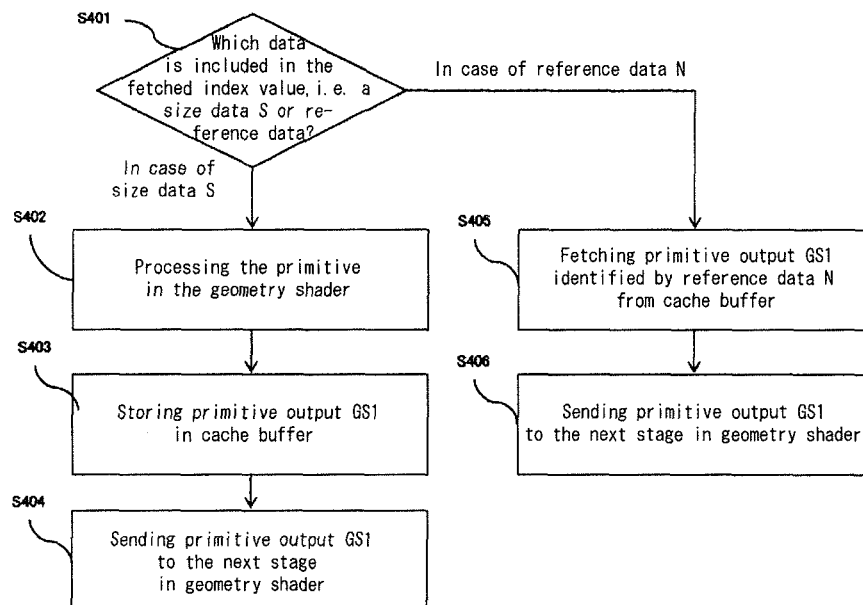 S401
Which data
is included in the
fetched index value, i.e. a
size data S or re-
ference data?
In case of reference data N
In case of
size data S
S402
Processing the primitive
in the geometry shader
S403
Storing primitive output GS1
in cache buffer
S404
Sending primitive output GS1
to the next stage
in geometry shader
S405
Fetching primitive output GS1
identified by reference data N
from cache buffer
S406
Sending primitive output GS1
to the next stage in geometry shader